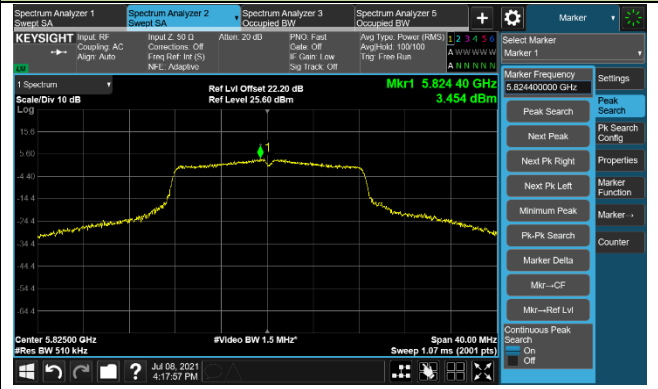 Spectrum Analyzer 1
Swept SA
Spectrum Analyzer 2
Swept SA
Spectrum Analyzer 3
Occupied BW
Spectrum Analyzer 5
Occupied BW
+
Marker
KEYSIGHT
Input: RF
Coupling: AC
Align: Auto
Input Z: 50 Ω
Corrections: Off
Freq Ref: Int (S)
NFE: Adaptive
Atten: 20 dB
PNO: Fast
Gate: Off
IF Gain: Low
Sig Track: Off
Avg Type: Power (RMS)
Avg|Hold: 100/100
Trig: Free Run
1 2 3 4 5 6
A W W W W W
A N N N N N
LXI
Select Marker
Marker 1
1 Spectrum
Scale/Div 10 dB
Log
Ref Lvl Offset 22.20 dB
Ref Level 25.60 dBm
Mkr1 5.824 40 GHz
3.454 dBm
15.6
5.60
-4.40
-14.4
-24.4
-34.4
-44.4
-54.4
-64.4
1
Center 5.82500 GHz
#Res BW 510 kHz
#Video BW 1.5 MHz*
Span 40.00 MHz
Sweep 1.07 ms (2001 pts)
Marker Frequency
5.824400000 GHz
Peak Search
Next Peak
Next Pk Right
Next Pk Left
Minimum Peak
Pk-Pk Search
Marker Delta
Mkr→CF
Mkr→Ref Lvl
Continuous Peak
Search
On
Off
Settings
Peak
Search
Pk Search
Config
Properties
Marker
Function
Marker→
Counter
?
Jul 08, 2021
4:17:57 PM